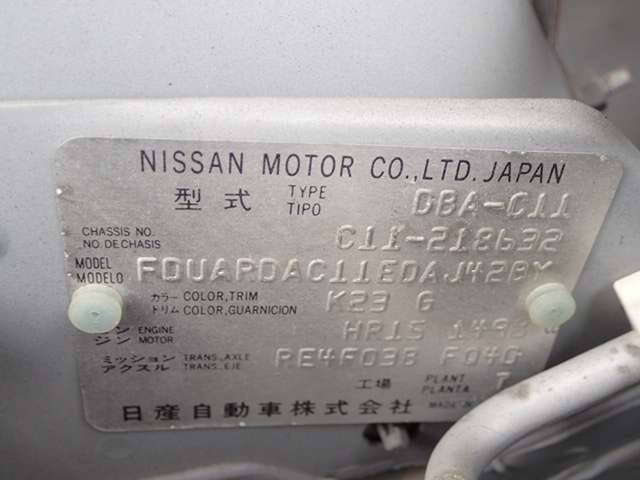 NISSAN MOTOR CO.,LTD. JAPAN
型式 TYPE TIPO DBA-C11
CHASSIS NO. NO. DE CHASIS C11-218632
MODEL MODELO FDUARDAC11EDAJ42BY
カラー トリム COLOR,TRIM COLOR,GUARNICION K23 G
ENGINE MOTOR HR15
ミッション アクスル TRANS.,AXLE TRANS.,EJE RE4F03B F04G
工場 PLANT PLANTA T
日産自動車株式会社 MADE